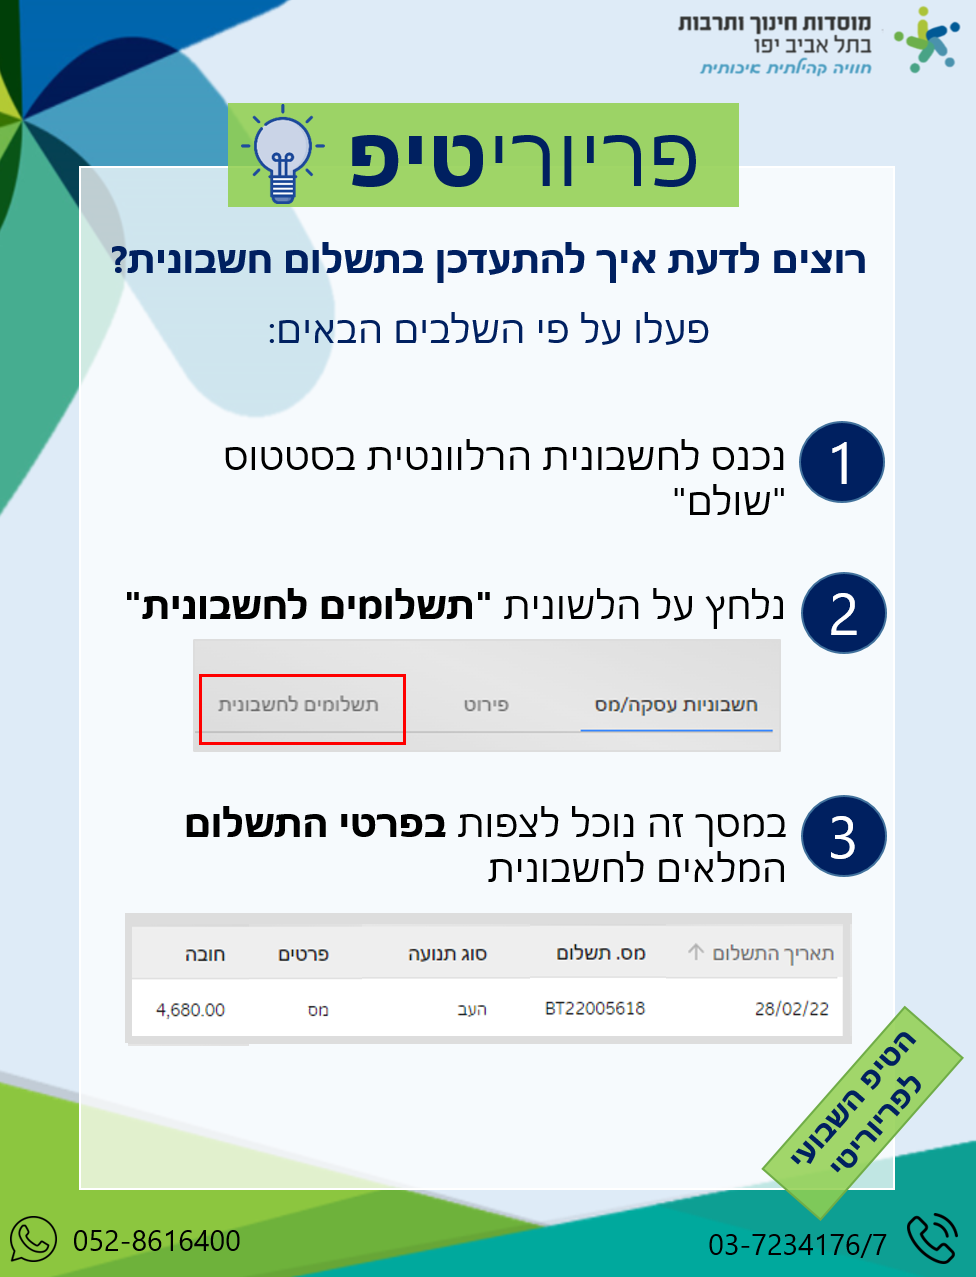 מוסדות חינוך ותרבות
בתל אביב יפו
חוויה קהילתית איכותית
פריוריטיפ
רוצים לדעת איך להתעדכן בתשלום חשבונית?
פעלו על פי השלבים הבאים:
1
נכנס לחשבונית הרלוונטית בסטטוס
"שולם"
2
נלחץ על הלשונית "תשלומים לחשבונית"
חשבוניות עסקה/מס פירוט תשלומים לחשבונית
3
במסך זה נוכל לצפות בפרטי התשלום
המלאים לחשבונית
תאריך התשלום ↑ מס. תשלום סוג תנועה פרטים חובה
28/02/22 BT22005618 העב מס 4,680.00
הטיפ השבועי
לפריוריטי
03-7234176/7
052-8616400